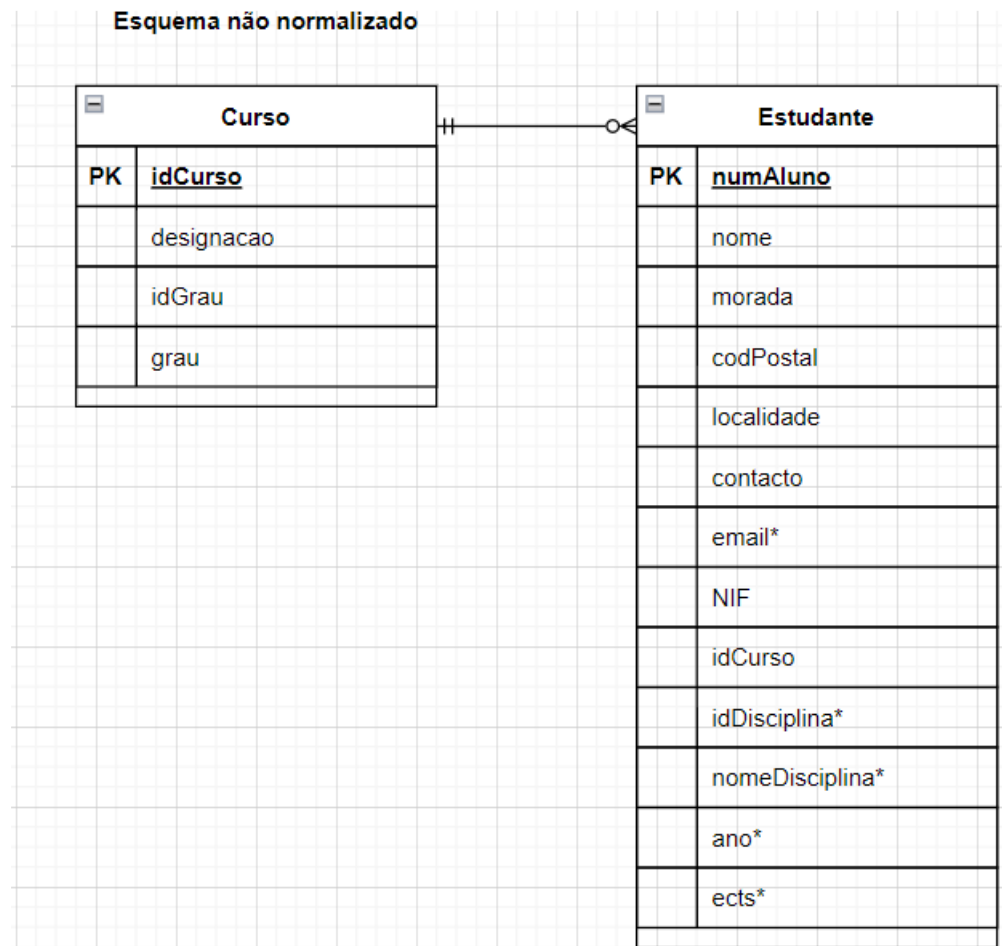 Esquema não normalizado
Curso
PK idCurso
designacao
idGrau
grau
Estudante
PK numAluno
nome
morada
codPostal
localidade
contacto
email*
NIF
idCurso
idDisciplina*
nomeDisciplina*
ano*
ects*